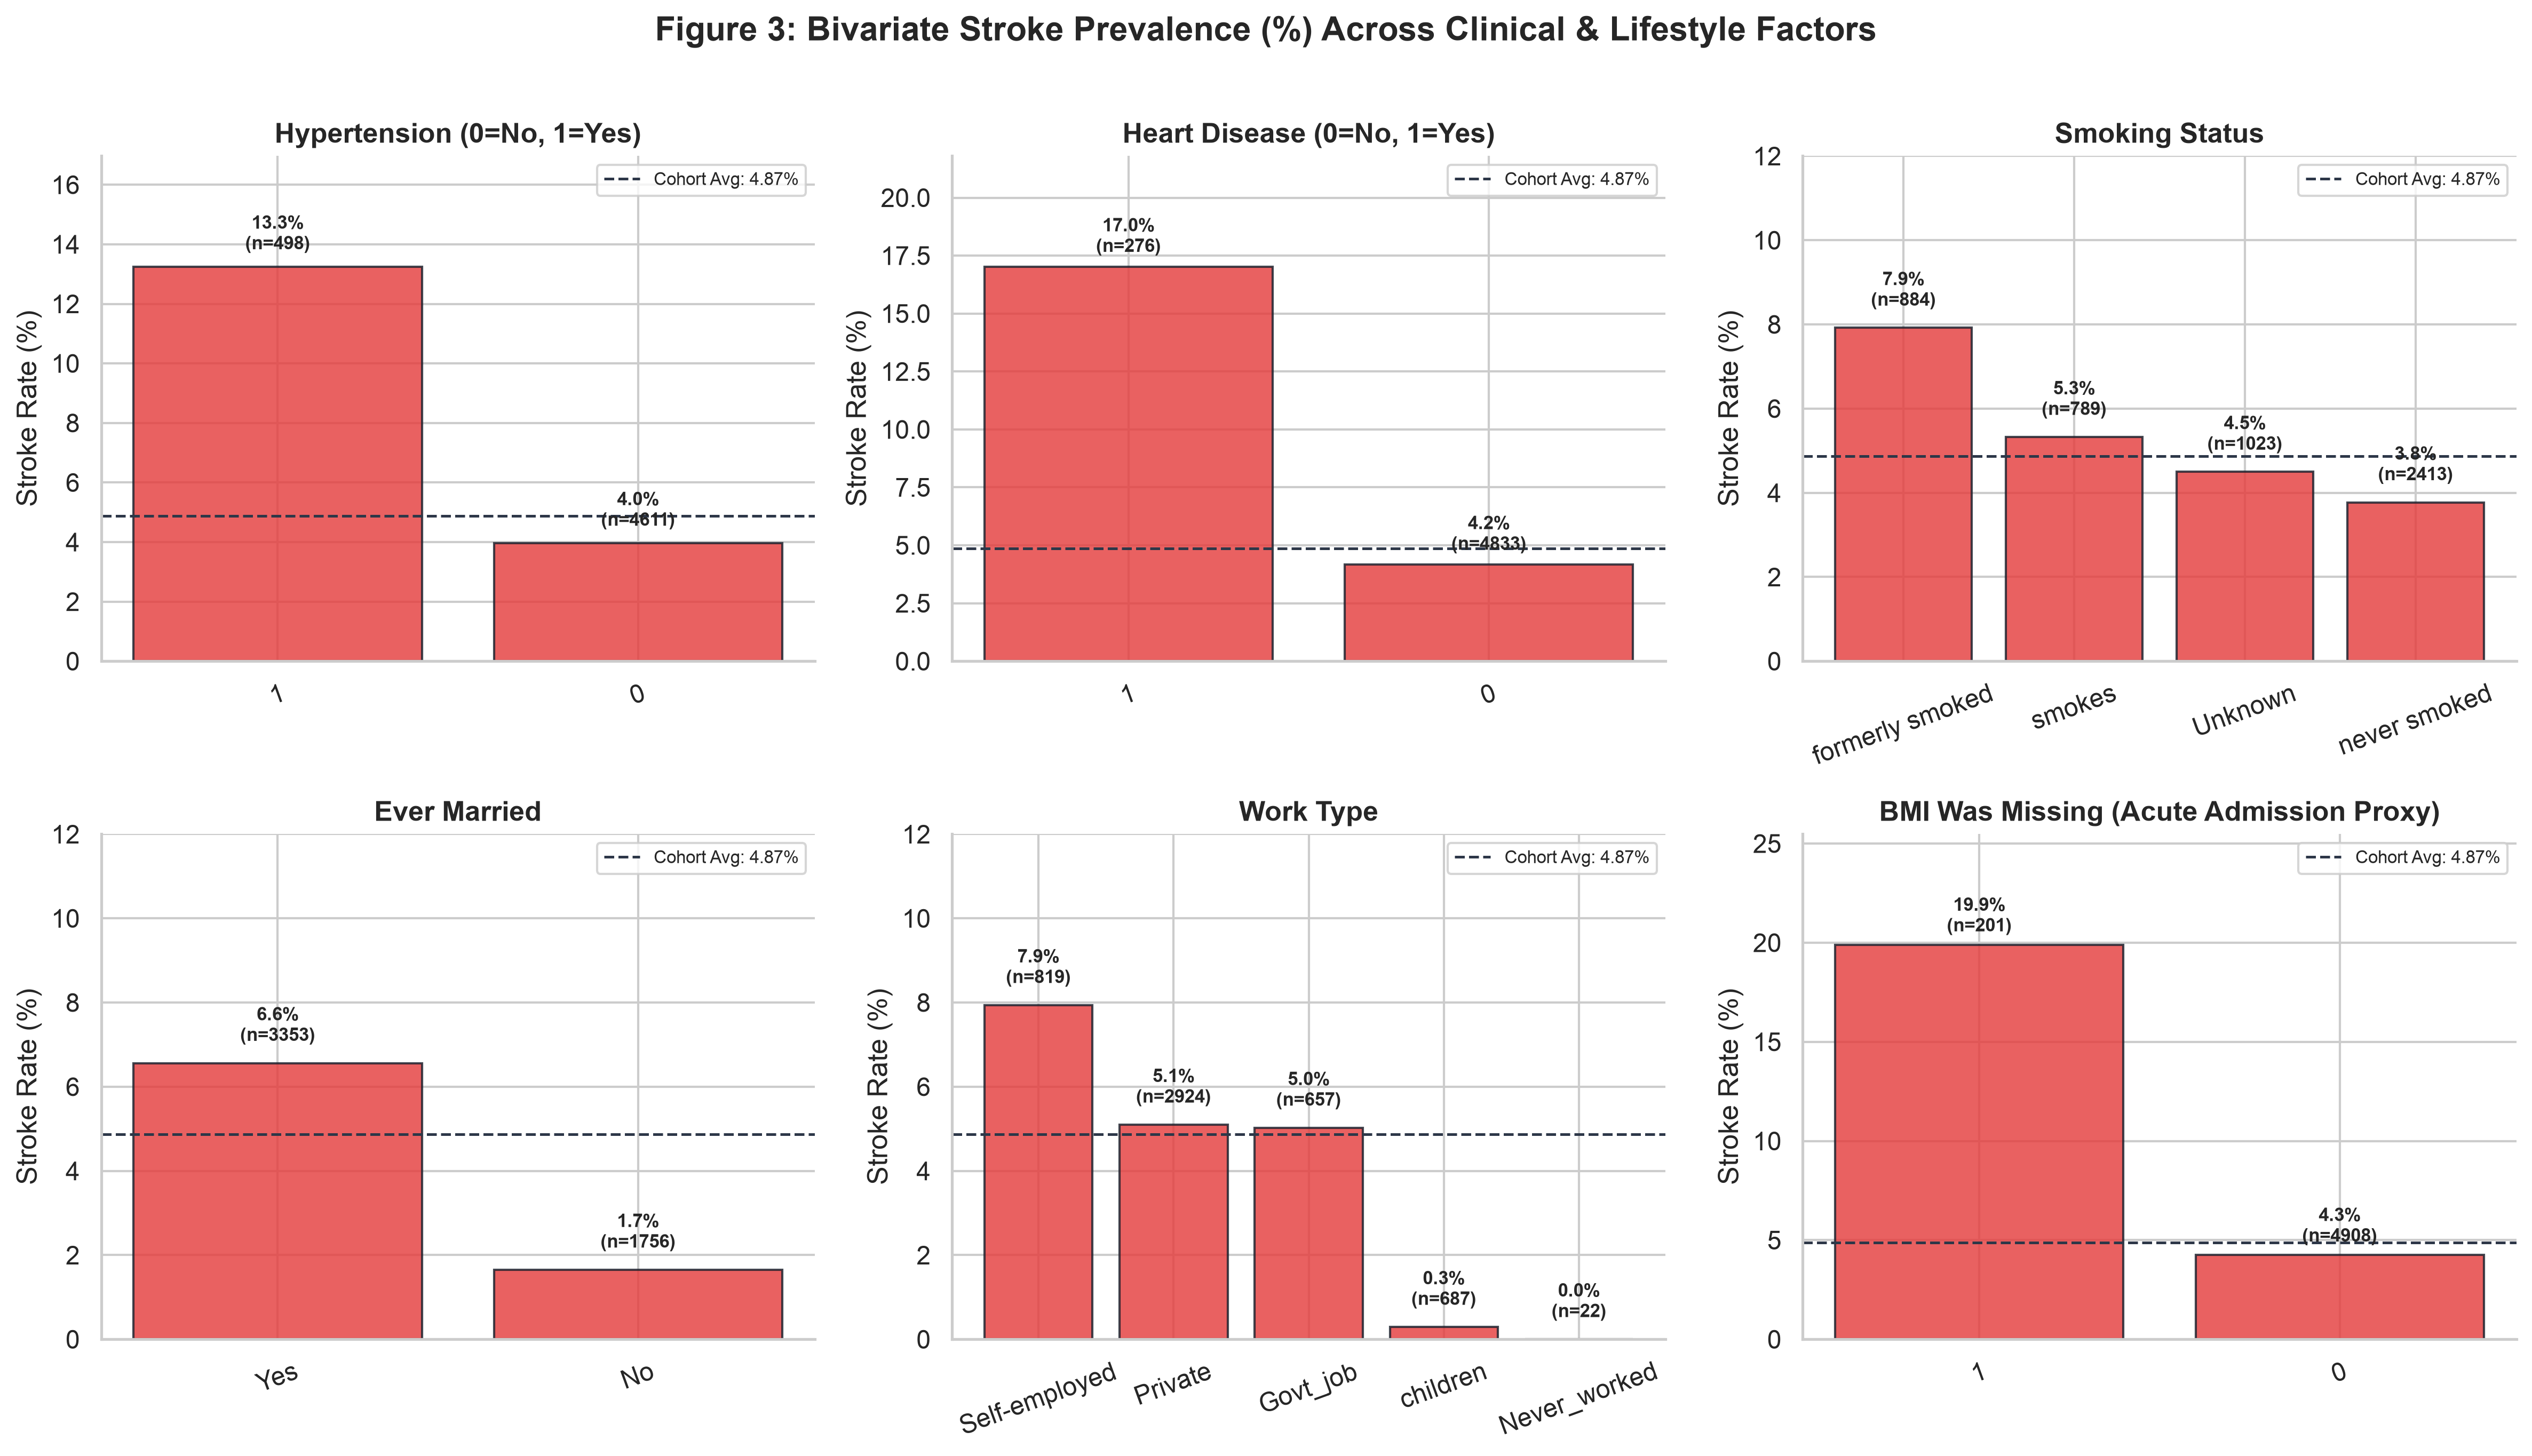 Figure 3: Bivariate Stroke Prevalence (%) Across Clinical & Lifestyle Factors
Hypertension (0=No, 1=Yes)
Cohort Avg: 4.87%
Stroke Rate (%)
16
14
12
10
8
6
4
2
0
13.3%
(n=498)
4.0%
(n=4611)
1
0
Heart Disease (0=No, 1=Yes)
Cohort Avg: 4.87%
Stroke Rate (%)
20.0
17.5
15.0
12.5
10.0
7.5
5.0
2.5
0.0
17.0%
(n=276)
4.2%
(n=4833)
1
0
Smoking Status
Cohort Avg: 4.87%
Stroke Rate (%)
12
10
8
6
4
2
0
7.9%
(n=884)
5.3%
(n=789)
4.5%
(n=1023)
3.8%
(n=2413)
formerly smoked
smokes
Unknown
never smoked
Ever Married
Cohort Avg: 4.87%
Stroke Rate (%)
12
10
8
6
4
2
0
6.6%
(n=3353)
1.7%
(n=1756)
Yes
No
Work Type
Cohort Avg: 4.87%
Stroke Rate (%)
12
10
8
6
4
2
0
7.9%
(n=819)
5.1%
(n=2924)
5.0%
(n=657)
0.3%
(n=687)
0.0%
(n=22)
Self-employed
Private
Govt_job
children
Never_worked
BMI Was Missing (Acute Admission Proxy)
Cohort Avg: 4.87%
Stroke Rate (%)
25
20
15
10
5
0
19.9%
(n=201)
4.3%
(n=4908)
1
0